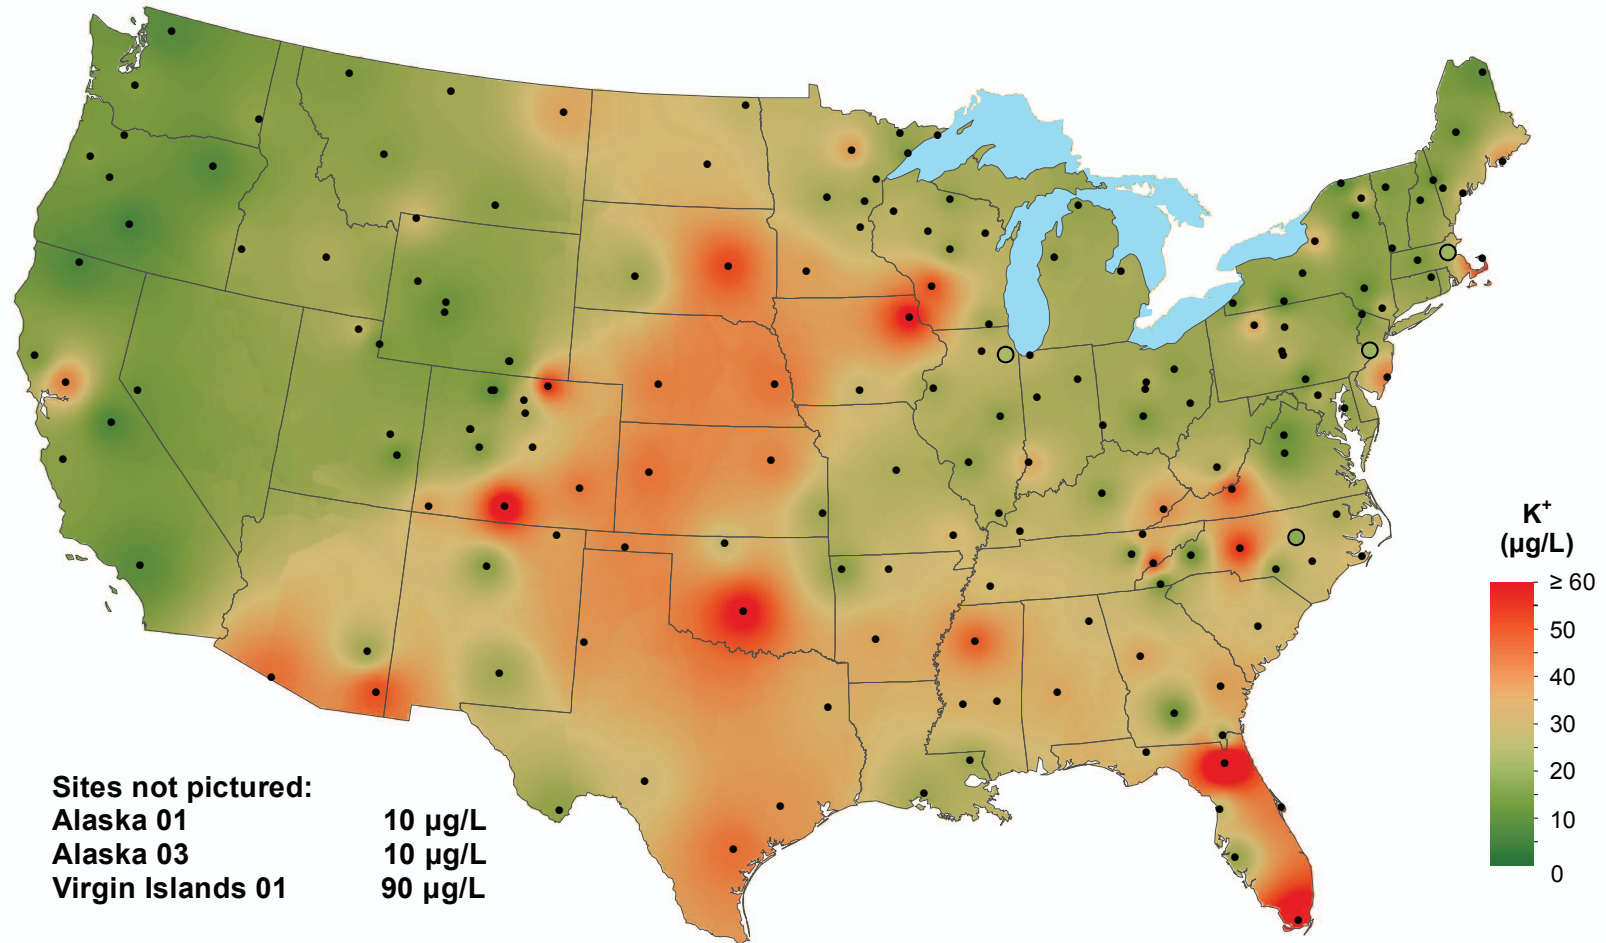 K+
(µg/L)
≥ 60
50
40
30
20
10
0
Sites not pictured:
Alaska 01 10 µg/L
Alaska 03 10 µg/L
Virgin Islands 01 90 µg/L